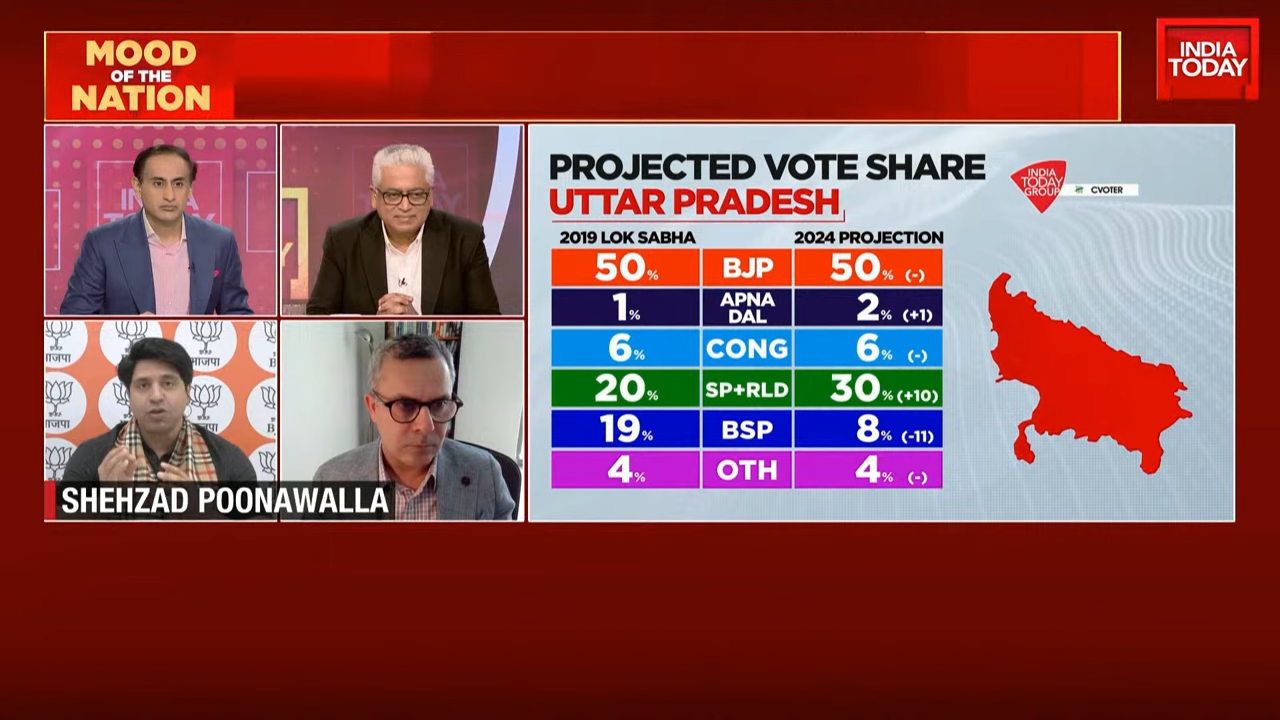 MOOD
OF THE
NATION
INDIA
TODAY
PROJECTED VOTE SHARE
UTTAR PRADESH
INDIA
TODAY
GROUP
CVOTER
2019 LOK SABHA
2024 PROJECTION
50% BJP 50% (-)
1% APNA DAL 2% (+1)
6% CONG 6% (-)
20% SP+RLD 30% (+10)
19% BSP 8% (-11)
4% OTH 4% (-)
भाजपा
SHEHZAD POONAWALLA